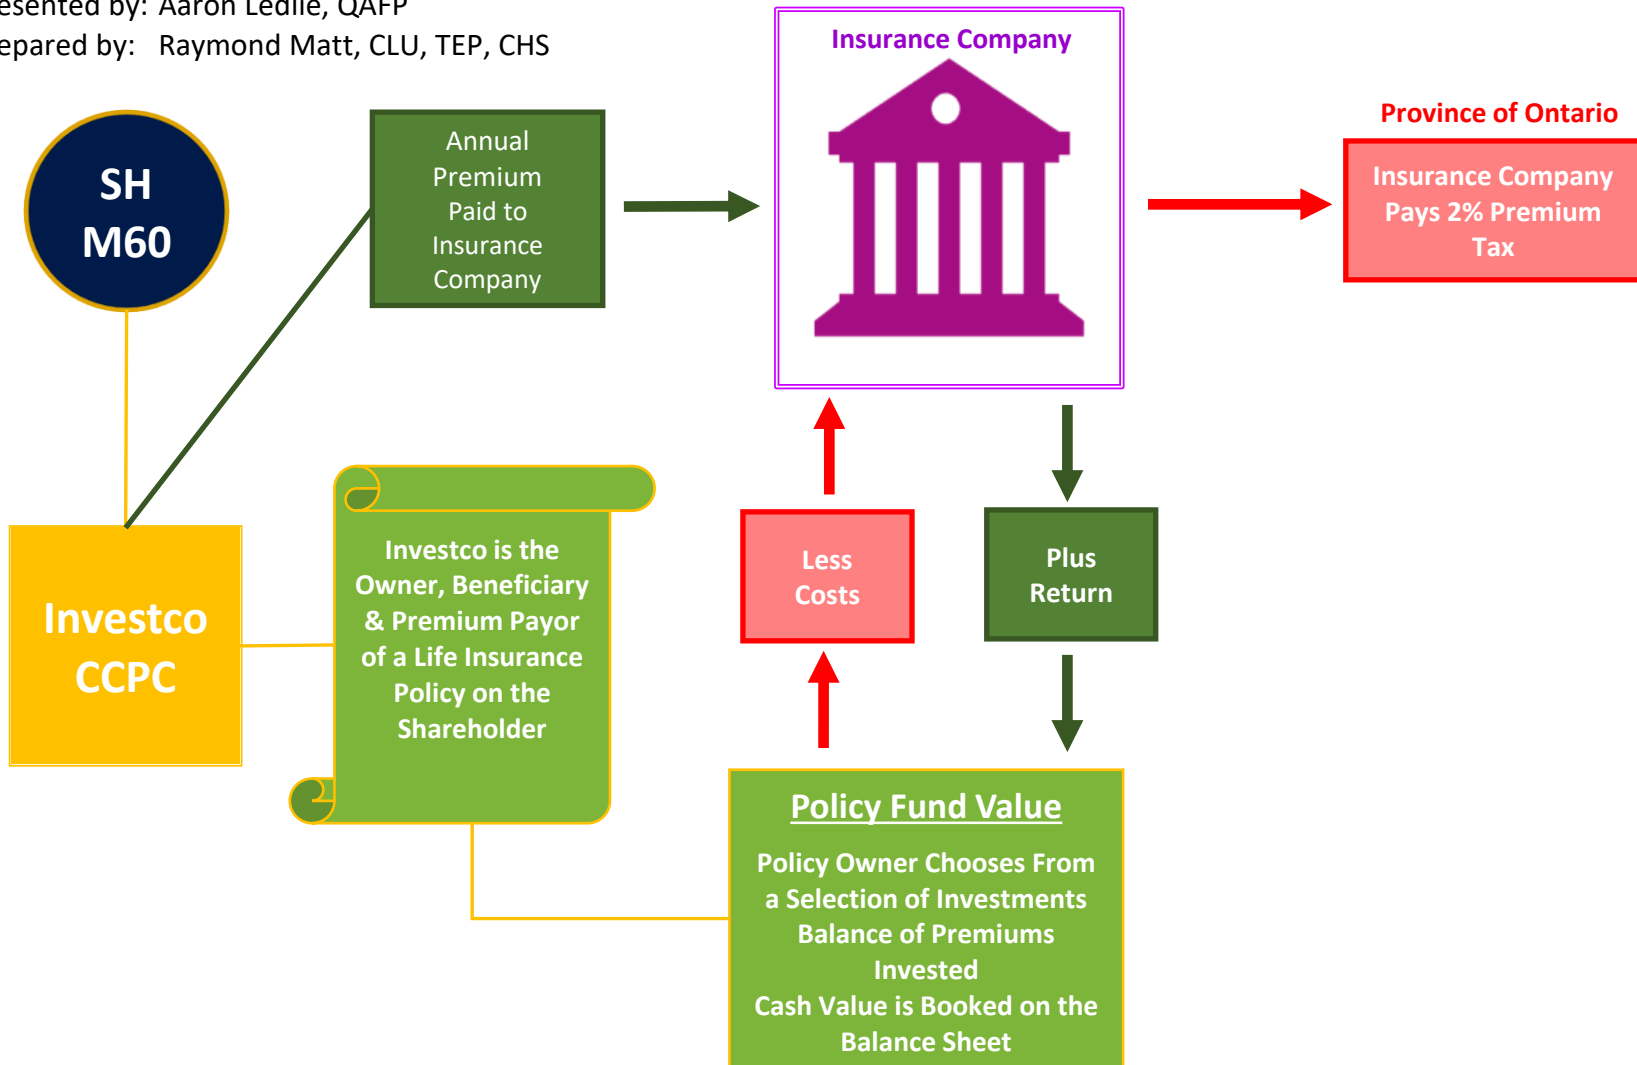 esented by: Aaron Ledlie, QAFP
epared by: Raymond Matt, CLU, TEP, CHS
Insurance Company
Province of Ontario
SH
M60
Annual
Premium
Paid to
Insurance
Company
Insurance Company
Pays 2% Premium
Tax
Investco
CCPC
Investco is the
Owner, Beneficiary
& Premium Payor
of a Life Insurance
Policy on the
Shareholder
Less
Costs
Plus
Return
Policy Fund Value
Policy Owner Chooses From
a Selection of Investments
Balance of Premiums
Invested
Cash Value is Booked on the
Balance Sheet